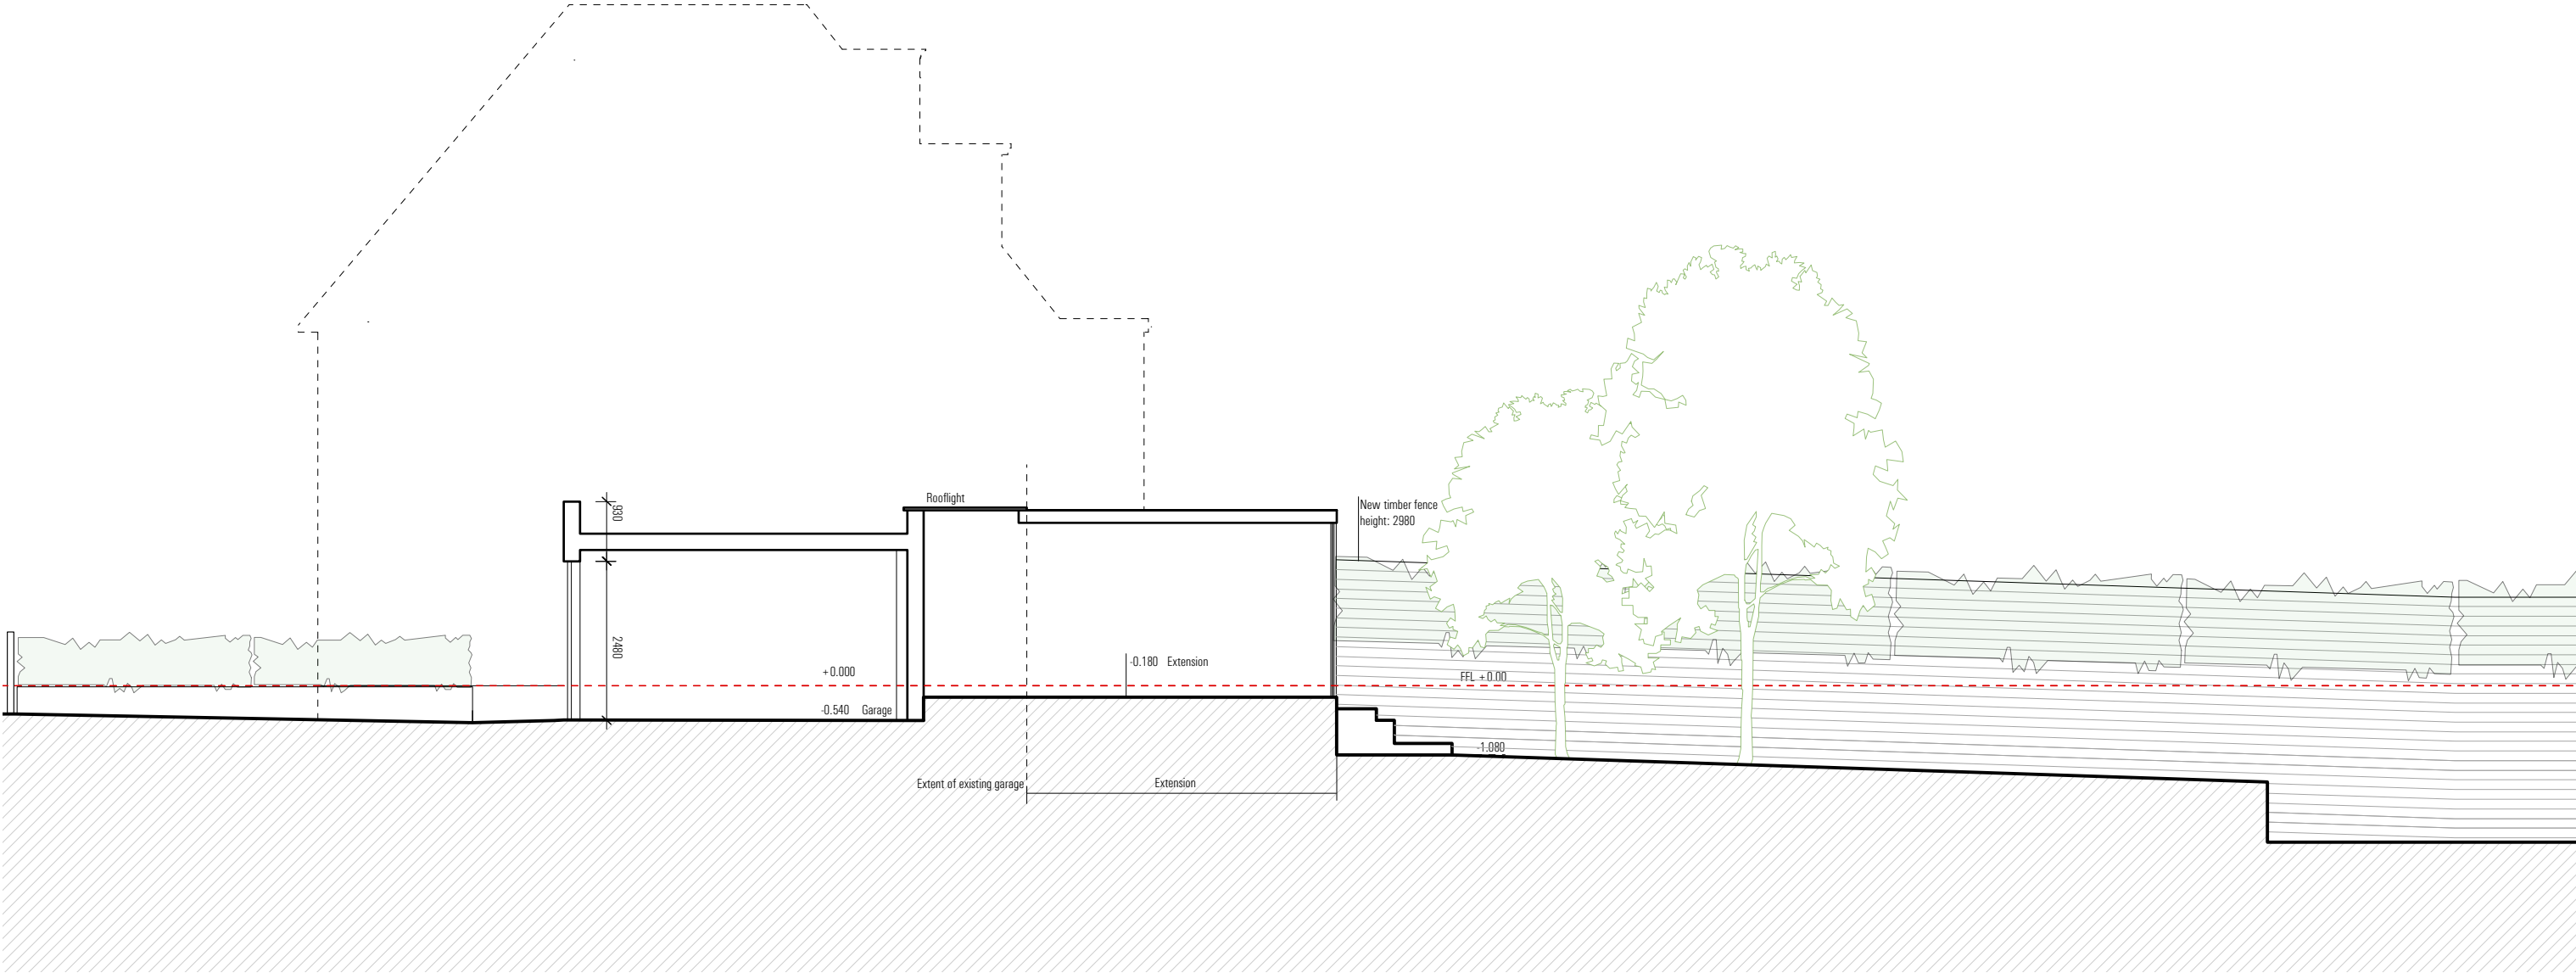 Rooflight
930
New timber fence
height: 2980
2480
+0.000
-0.180 Extension
FFL +0.00
-0.540 Garage
-1.080
Extent of existing garage
Extension